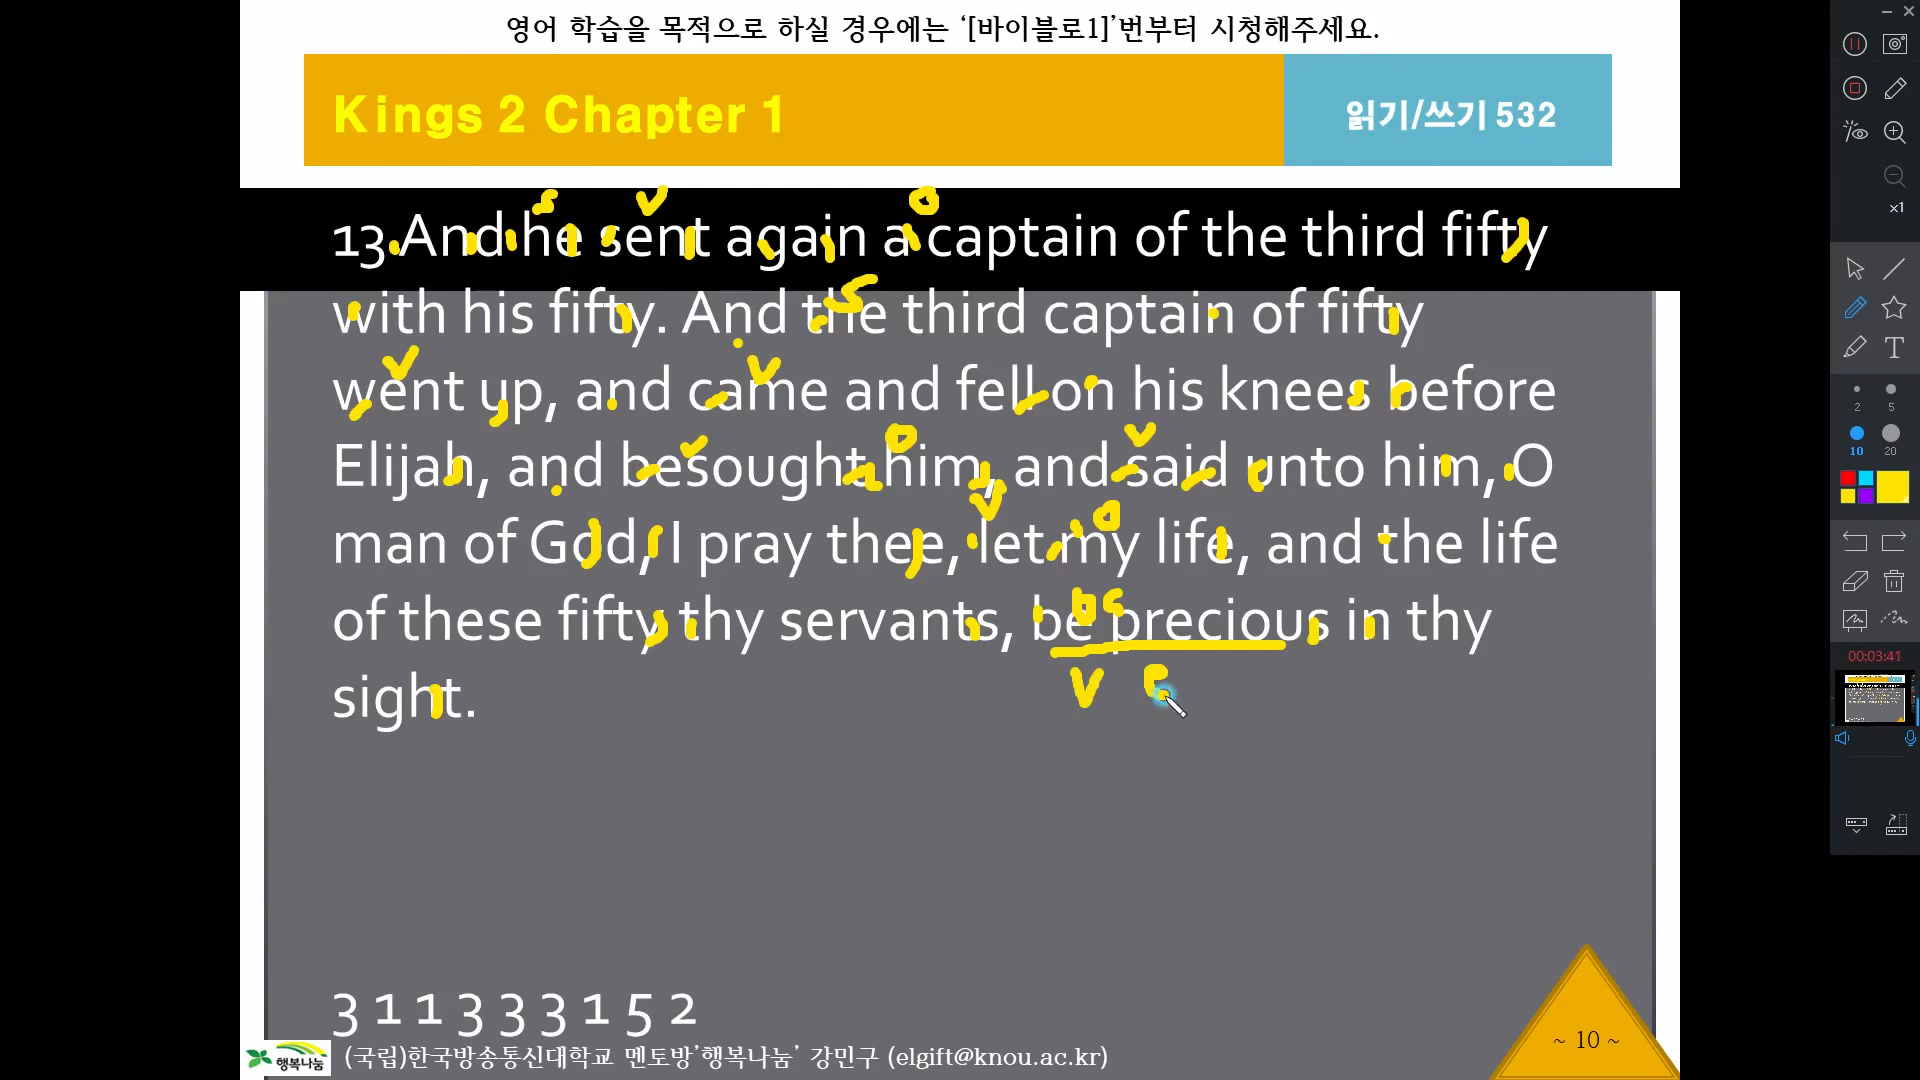 영어 학습을 목적으로 하실 경우에는 ‘[바이블로1]’번부터 시청해주세요.
Kings 2 Chapter 1
읽기/쓰기 532
13.And he sent again a captain of the third fifty
with his fifty. And the third captain of fifty
went up, and came and fell on his knees before
Elijah, and besought him, and said unto him, O
man of God, I pray thee, let my life, and the life
of these fifty thy servants, be precious in thy
sight.
3 1 1 3 3 3 1 5 2
행복나눔
(국립)한국방송통신대학교 멘토방’행복나눔’ 강민구 (elgift@knou.ac.kr)
~ 10 ~
x1
T
2
5
10
20
00:03:41